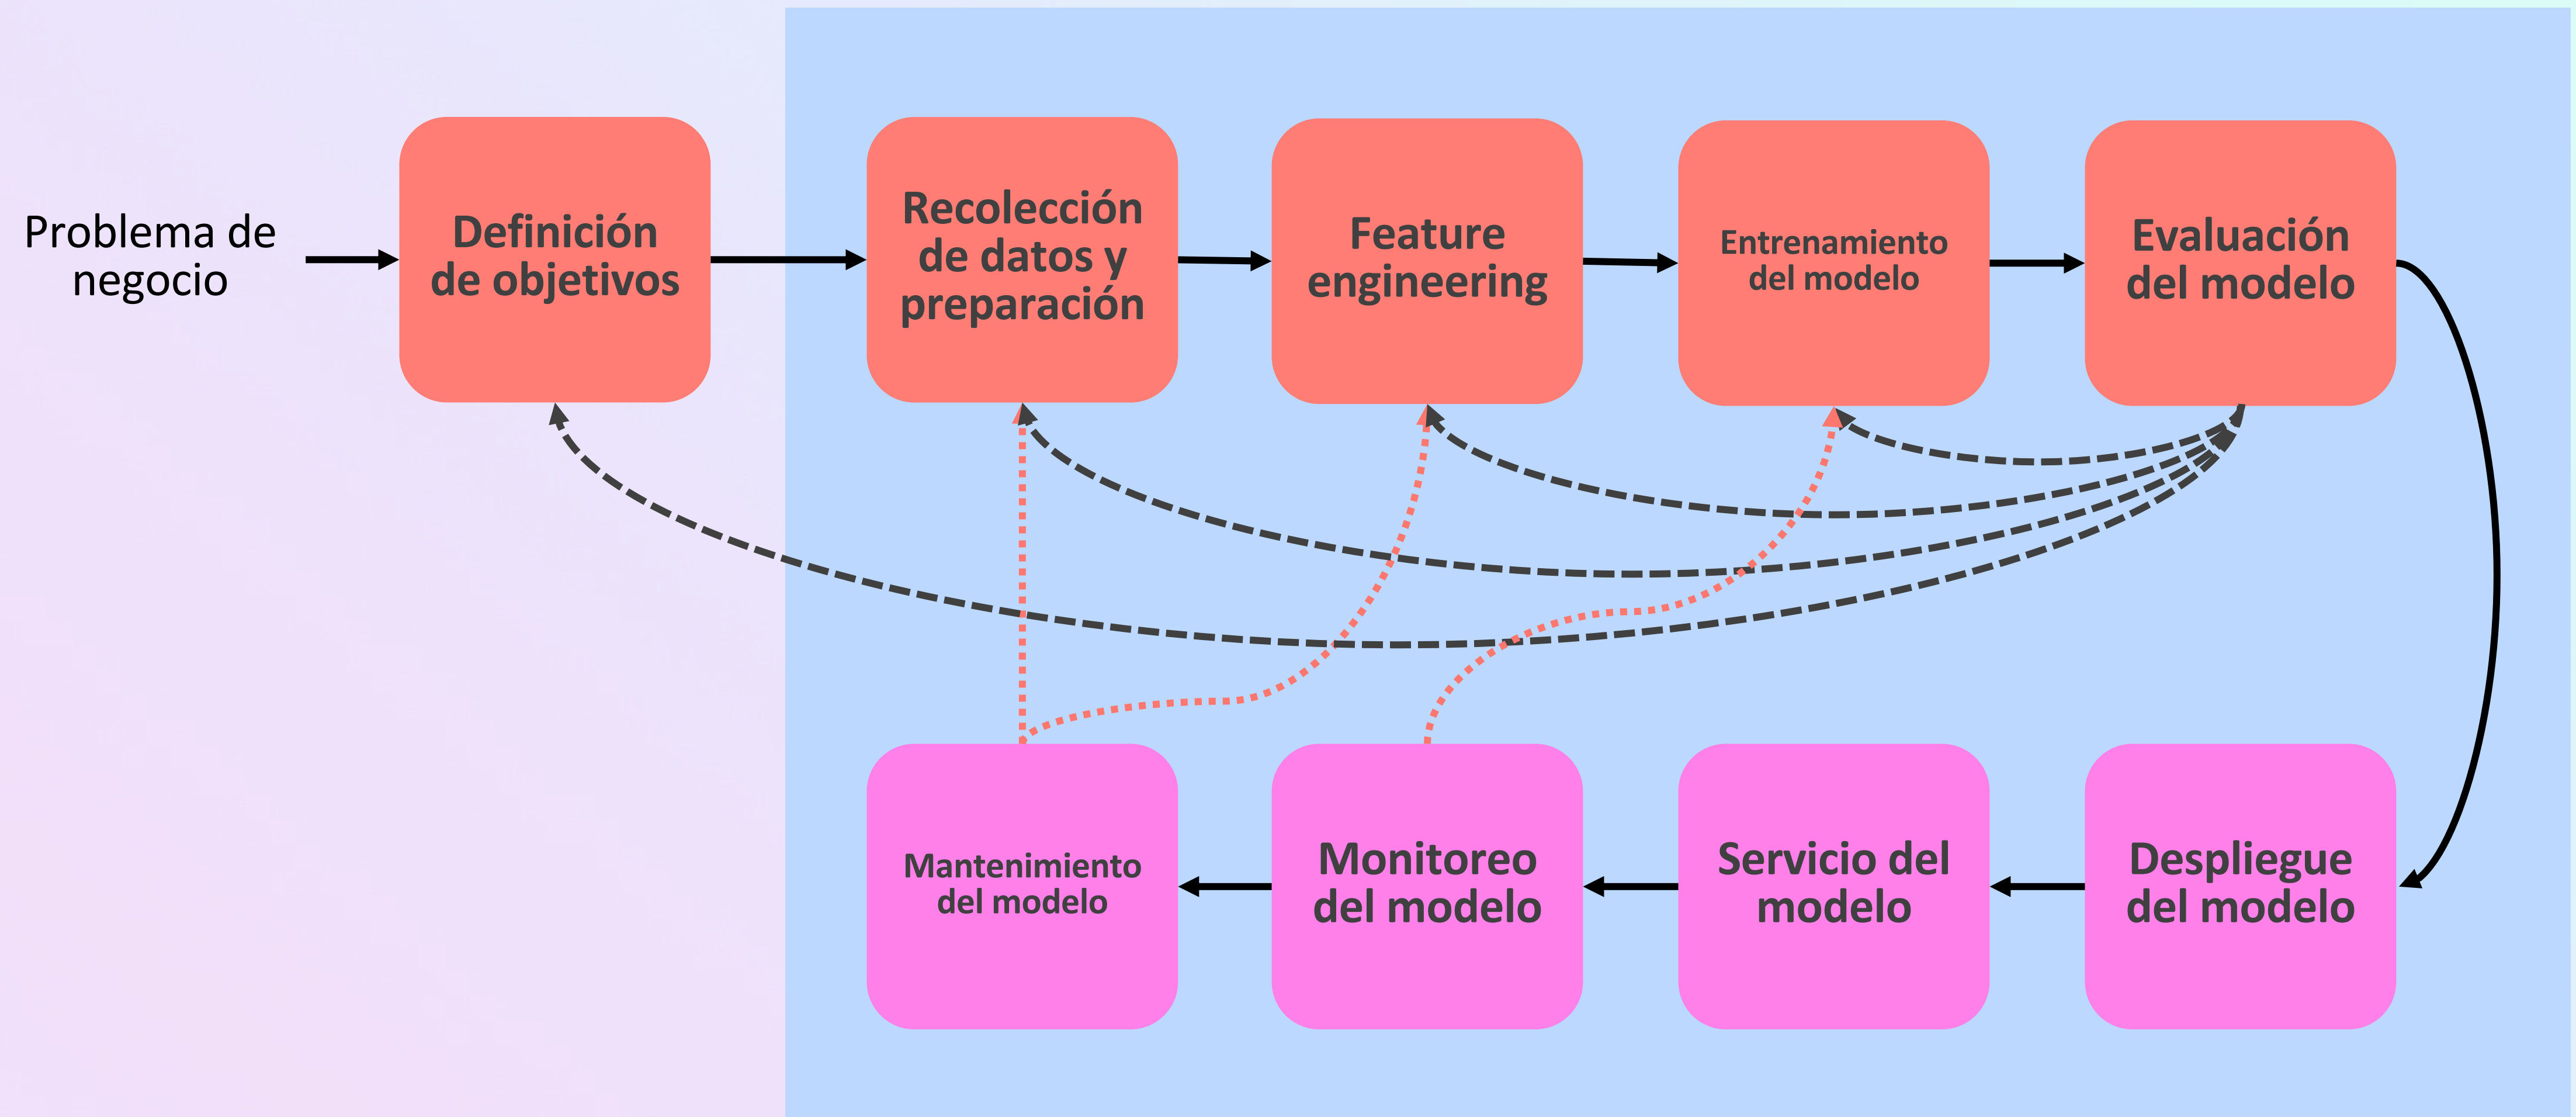 Problema de
negocio
Definición
de objetivos
Recolección
de datos y
preparación
Feature
engineering
Entrenamiento
del modelo
Evaluación
del modelo
Mantenimiento
del modelo
Monitoreo
del modelo
Servicio del
modelo
Despliegue
del modelo